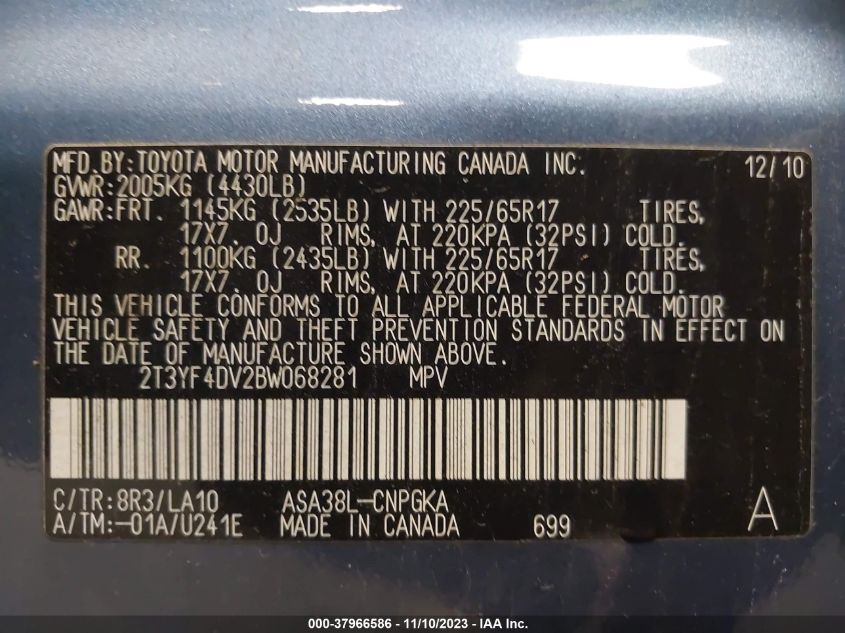 MFD. BY: TOYOTA MOTOR MANUFACTURING CANADA INC. 12/10
GVWR: 2005KG (4430LB)
GAWR: FRT. 1145KG (2535LB) WITH 225/65R17 TIRES,
17X7. 0J RIMS, AT 220KPA (32PSI) COLD.
RR. 1100KG (2435LB) WITH 225/65R17 TIRES,
17X7. 0J RIMS, AT 220KPA (32PSI) COLD.
THIS VEHICLE CONFORMS TO ALL APPLICABLE FEDERAL MOTOR
VEHICLE SAFETY AND THEFT PREVENTION STANDARDS IN EFFECT ON
THE DATE OF MANUFACTURE SHOWN ABOVE.
2T3YF4DV2BW068281 MPV
C/TR: 8R3/LA10 ASA38L-CNPGKA A
A/TM: -01A/U241E MADE IN CANADA 699
000-37966586 - 11/10/2023 - IAA Inc.